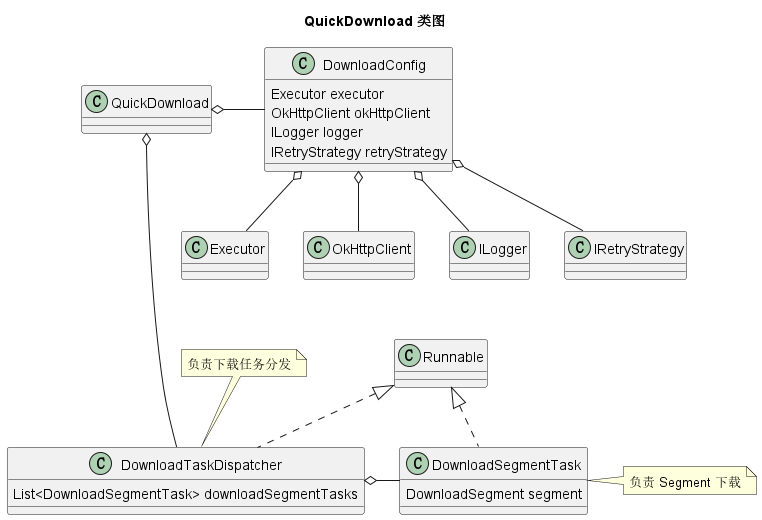 QuickDownload 类图
C QuickDownload
C DownloadConfig
Executor executor
OkHttpClient okHttpClient
ILogger logger
IRetryStrategy retryStrategy
C Executor
C OkHttpClient
C ILogger
C IRetryStrategy
负责下载任务分发
C Runnable
C DownloadTaskDispatcher
List<DownloadSegmentTask> downloadSegmentTasks
C DownloadSegmentTask
DownloadSegment segment
负责 Segment 下载